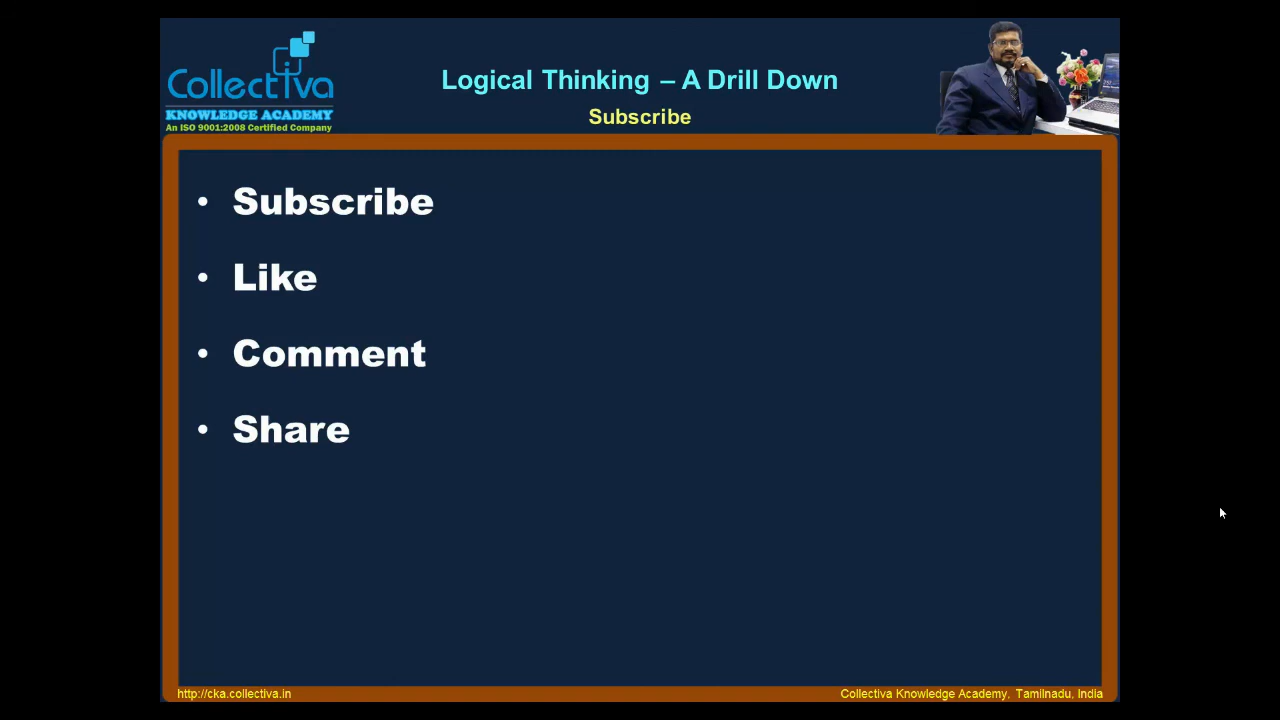 Collectiva
KNOWLEDGE ACADEMY
An ISO 9001:2008 Certified Company
Logical Thinking – A Drill Down
Subscribe
• Subscribe
• Like
• Comment
• Share
http://cka.collectiva.in
Collectiva Knowledge Academy, Tamilnadu, India